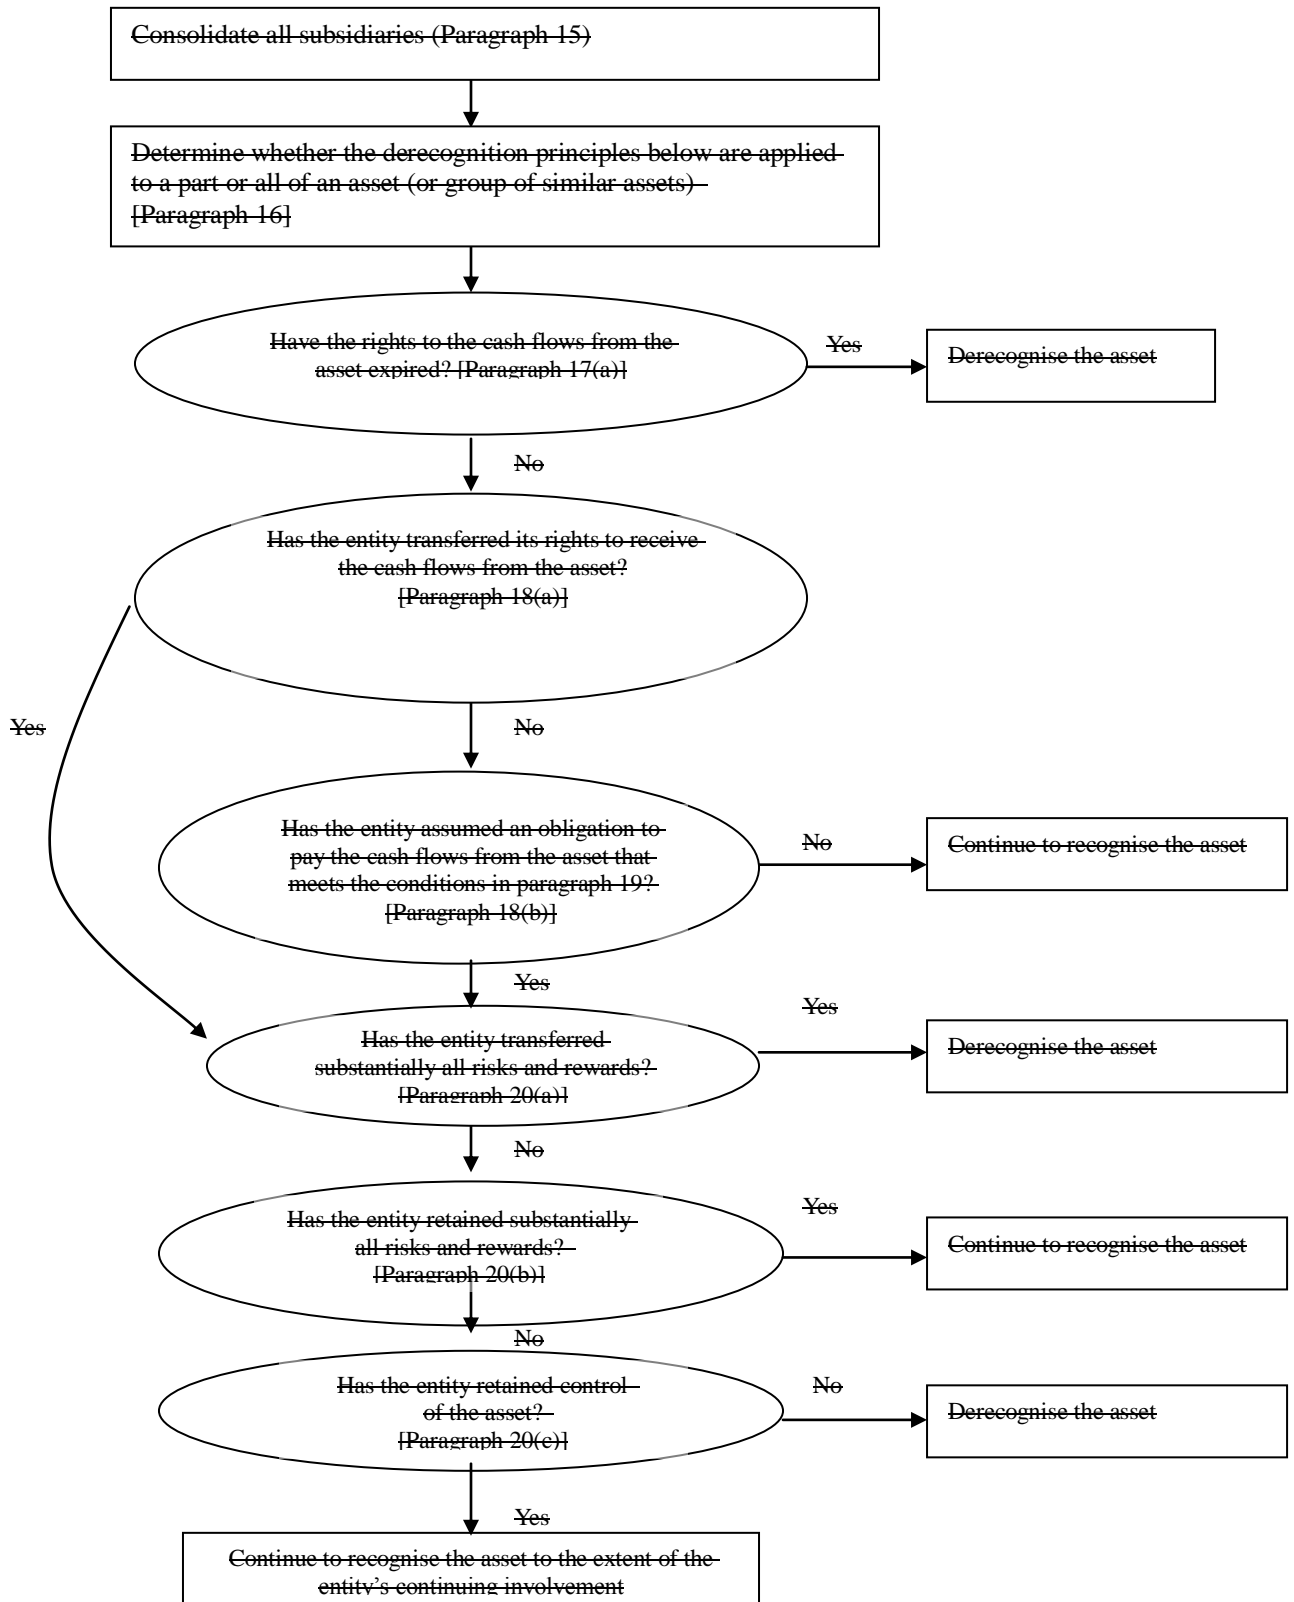 Consolidate all subsidiaries (Paragraph 15)
Determine whether the derecognition principles below are applied
to a part or all of an asset (or group of similar assets)
[Paragraph 16]
Have the rights to the cash flows from the
asset expired? [Paragraph 17(a)]
Yes
Derecognise the asset
No
Has the entity transferred its rights to receive
the cash flows from the asset?
[Paragraph 18(a)]
Yes
No
Has the entity assumed an obligation to
pay the cash flows from the asset that
meets the conditions in paragraph 19?
[Paragraph 18(b)]
No
Continue to recognise the asset
Yes
Has the entity transferred
substantially all risks and rewards?
[Paragraph 20(a)]
Yes
Derecognise the asset
No
Has the entity retained substantially
all risks and rewards?
[Paragraph 20(b)]
Yes
Continue to recognise the asset
No
Has the entity retained control
of the asset?
[Paragraph 20(c)]
No
Derecognise the asset
Yes
Continue to recognise the asset to the extent of the
entity's continuing involvement